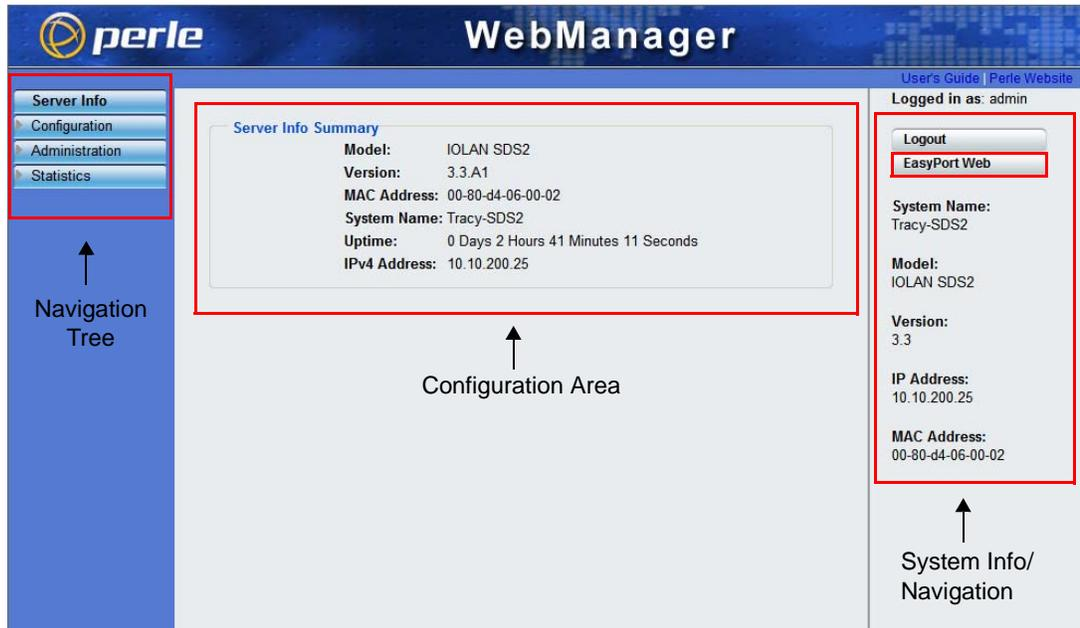 perle
WebManager
User's Guide | Perle Website
Server Info
Configuration
Administration
Statistics
Navigation
Tree
Server Info Summary
Model: IOLAN SDS2
Version: 3.3.A1
MAC Address: 00-80-d4-06-00-02
System Name: Tracy-SDS2
Uptime: 0 Days 2 Hours 41 Minutes 11 Seconds
IPv4 Address: 10.10.200.25
Configuration Area
Logged in as: admin
Logout
EasyPort Web
System Name:
Tracy-SDS2
Model:
IOLAN SDS2
Version:
3.3
IP Address:
10.10.200.25
MAC Address:
00-80-d4-06-00-02
System Info/
Navigation